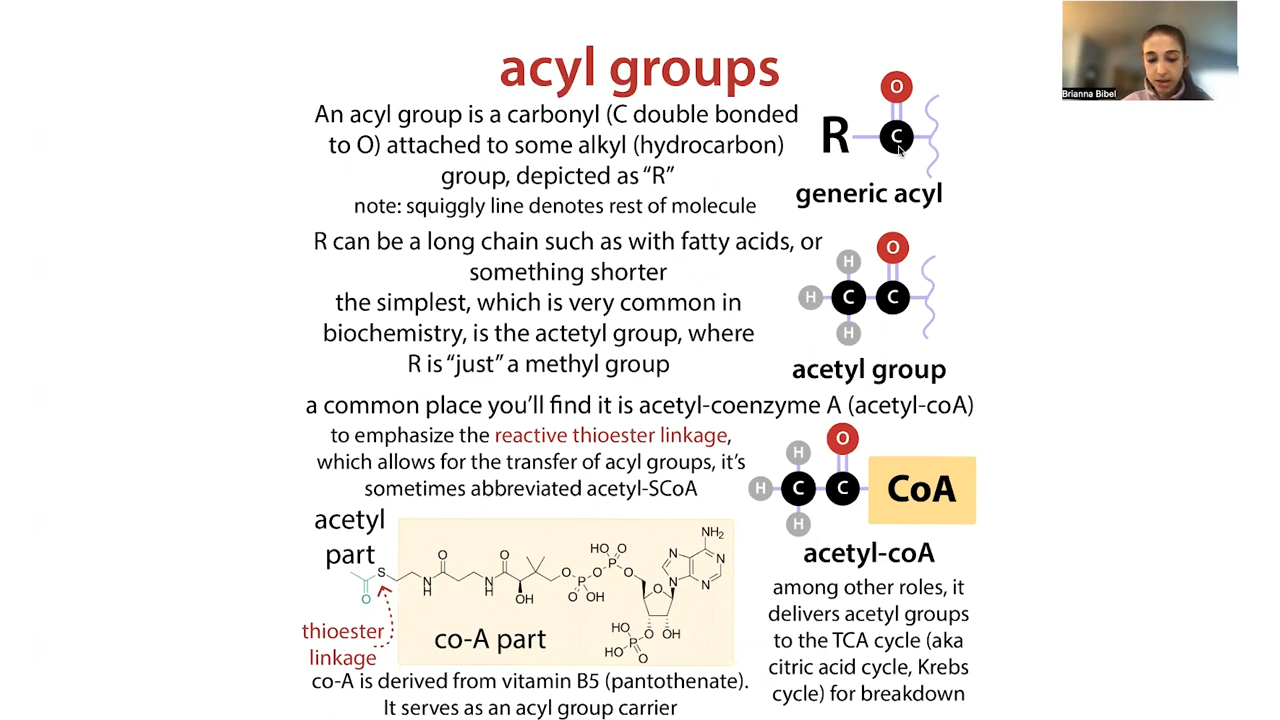 acyl groups
An acyl group is a carbonyl (C double bonded
to O) attached to some alkyl (hydrocarbon)
group, depicted as “R”
note: squiggly line denotes rest of molecule
O
R C
generic acyl
Brianna Bibel
R can be a long chain such as with fatty acids, or
something shorter
the simplest, which is very common in
biochemistry, is the actetyl group, where
R is “just” a methyl group
O
H
H C C
H
acetyl group
a common place you’ll find it is acetyl-coenzyme A (acetyl-coA)
to emphasize the reactive thioester linkage,
which allows for the transfer of acyl groups, it’s
sometimes abbreviated acetyl-SCoA
O
H
H C C CoA
H
acetyl-coA
among other roles, it
delivers acetyl groups
to the TCA cycle (aka
citric acid cycle, Krebs
cycle) for breakdown
acetyl
part
thioester
linkage
NH2
HO O
O O
N N
S P O
N N O P O O N N
H H OH O OH
HO O OH
HO P
O
O
co-A part
co-A is derived from vitamin B5 (pantothenate).
It serves as an acyl group carrier